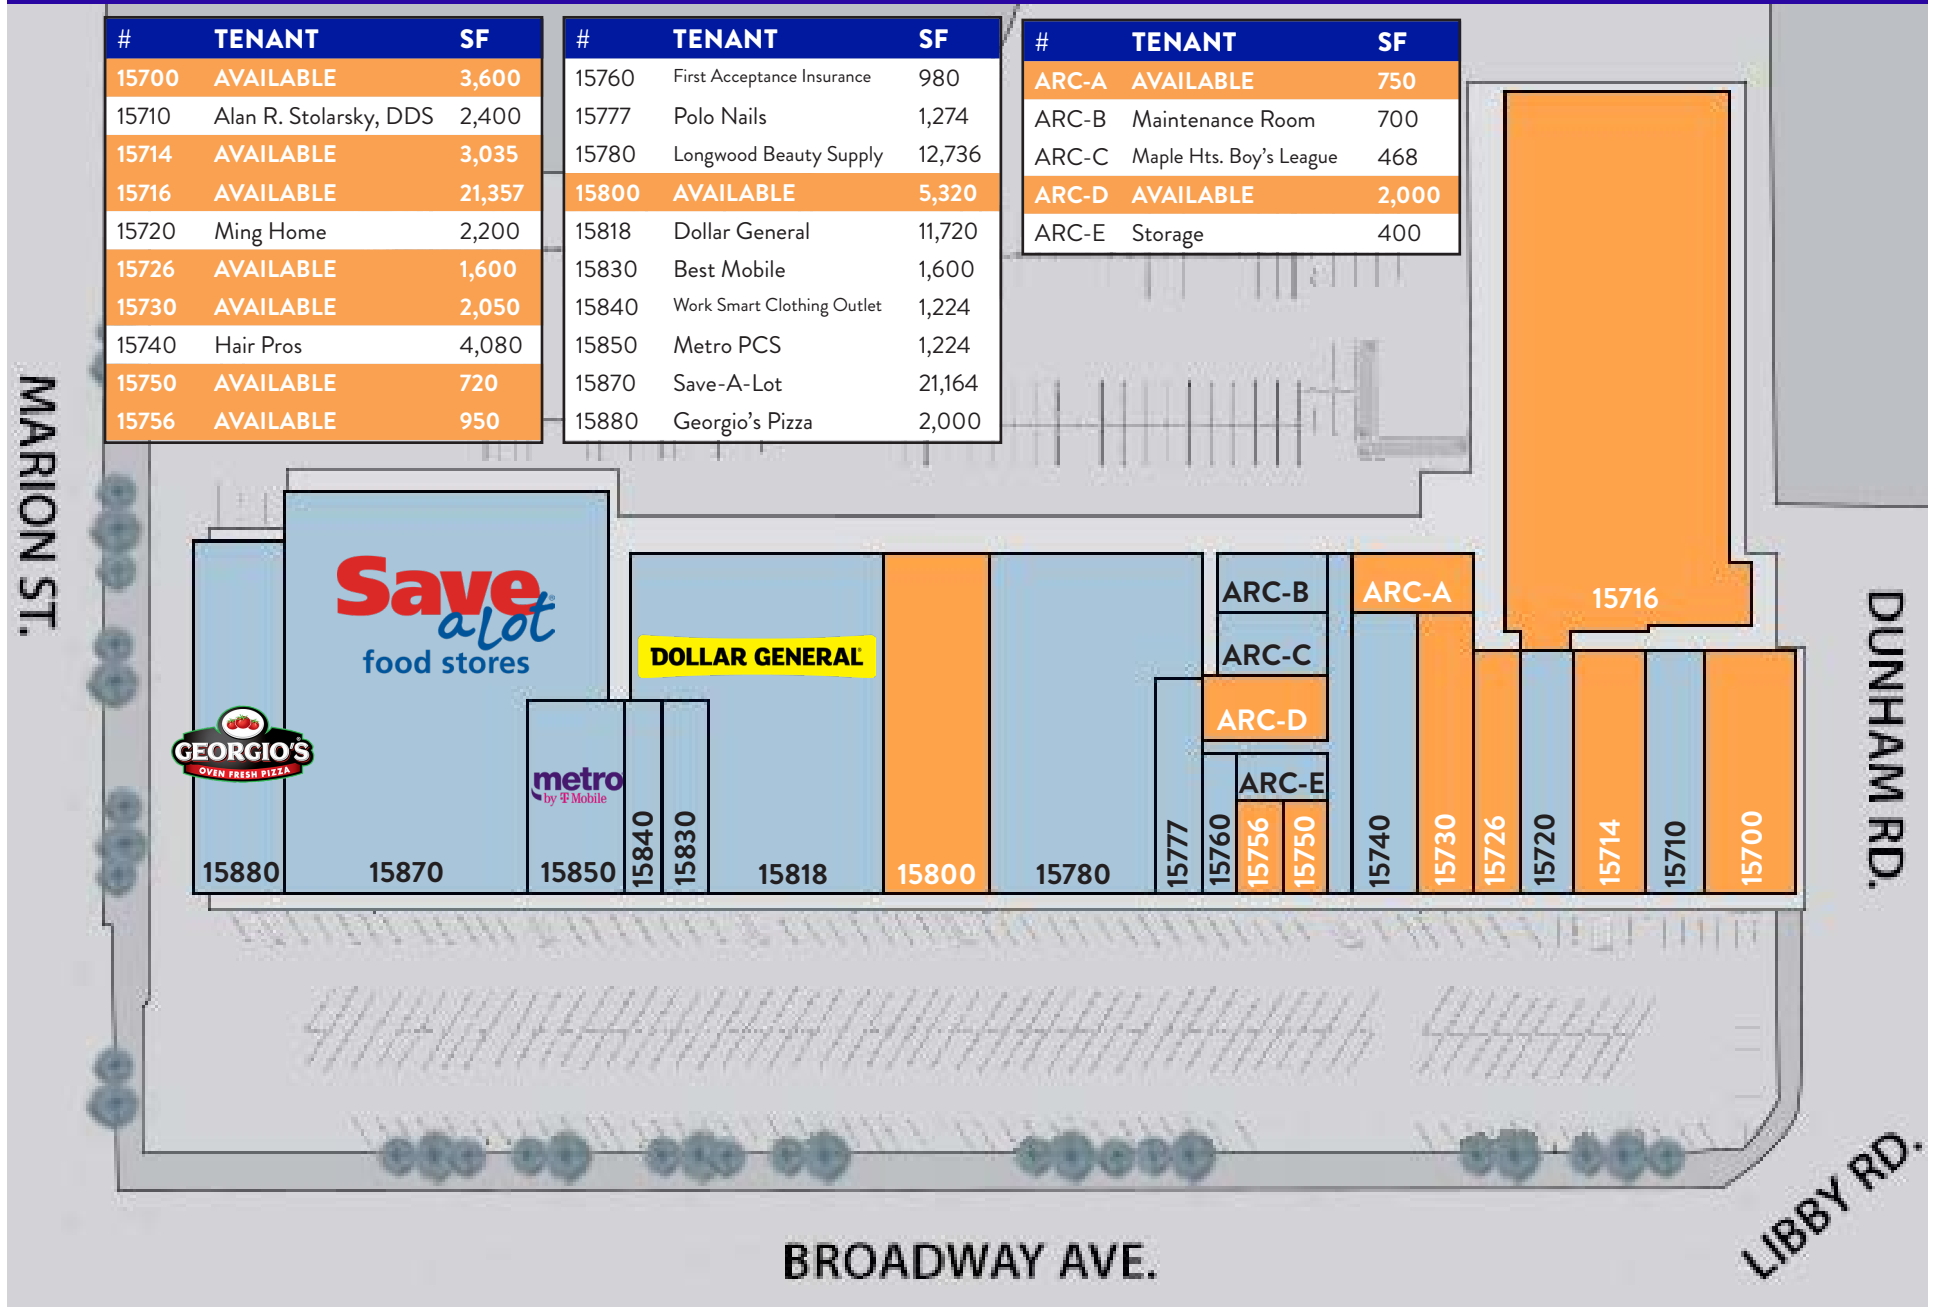 # TENANT SF
15700 AVAILABLE 3,600
15710 Alan R. Stolarsky, DDS 2,400
15714 AVAILABLE 3,035
15716 AVAILABLE 21,357
15720 Ming Home 2,200
15726 AVAILABLE 1,600
15730 AVAILABLE 2,050
15740 Hair Pros 4,080
15750 AVAILABLE 720
15756 AVAILABLE 950
# TENANT SF
15760 First Acceptance Insurance 980
15777 Polo Nails 1,274
15780 Longwood Beauty Supply 12,736
15800 AVAILABLE 5,320
15818 Dollar General 11,720
15830 Best Mobile 1,600
15840 Work Smart Clothing Outlet 1,224
15850 Metro PCS 1,224
15870 Save-A-Lot 21,164
15880 Georgio's Pizza 2,000
# TENANT SF
ARC-A AVAILABLE 750
ARC-B Maintenance Room 700
ARC-C Maple Hts. Boy's League 468
ARC-D AVAILABLE 2,000
ARC-E Storage 400
MARION ST.
Save
a lot
food stores
DOLLAR GENERAL
GEORGIO'S
OVEN FRESH PIZZA
metro
by T Mobile
ARC-B
ARC-A
15716
ARC-C
ARC-D
ARC-E
15880
15870
15850
15840
15830
15818
15800
15780
15777
15760
15756
15750
15740
15730
15726
15720
15714
15710
15700
DUNHAM RD.
LIBBY RD.
BROADWAY AVE.